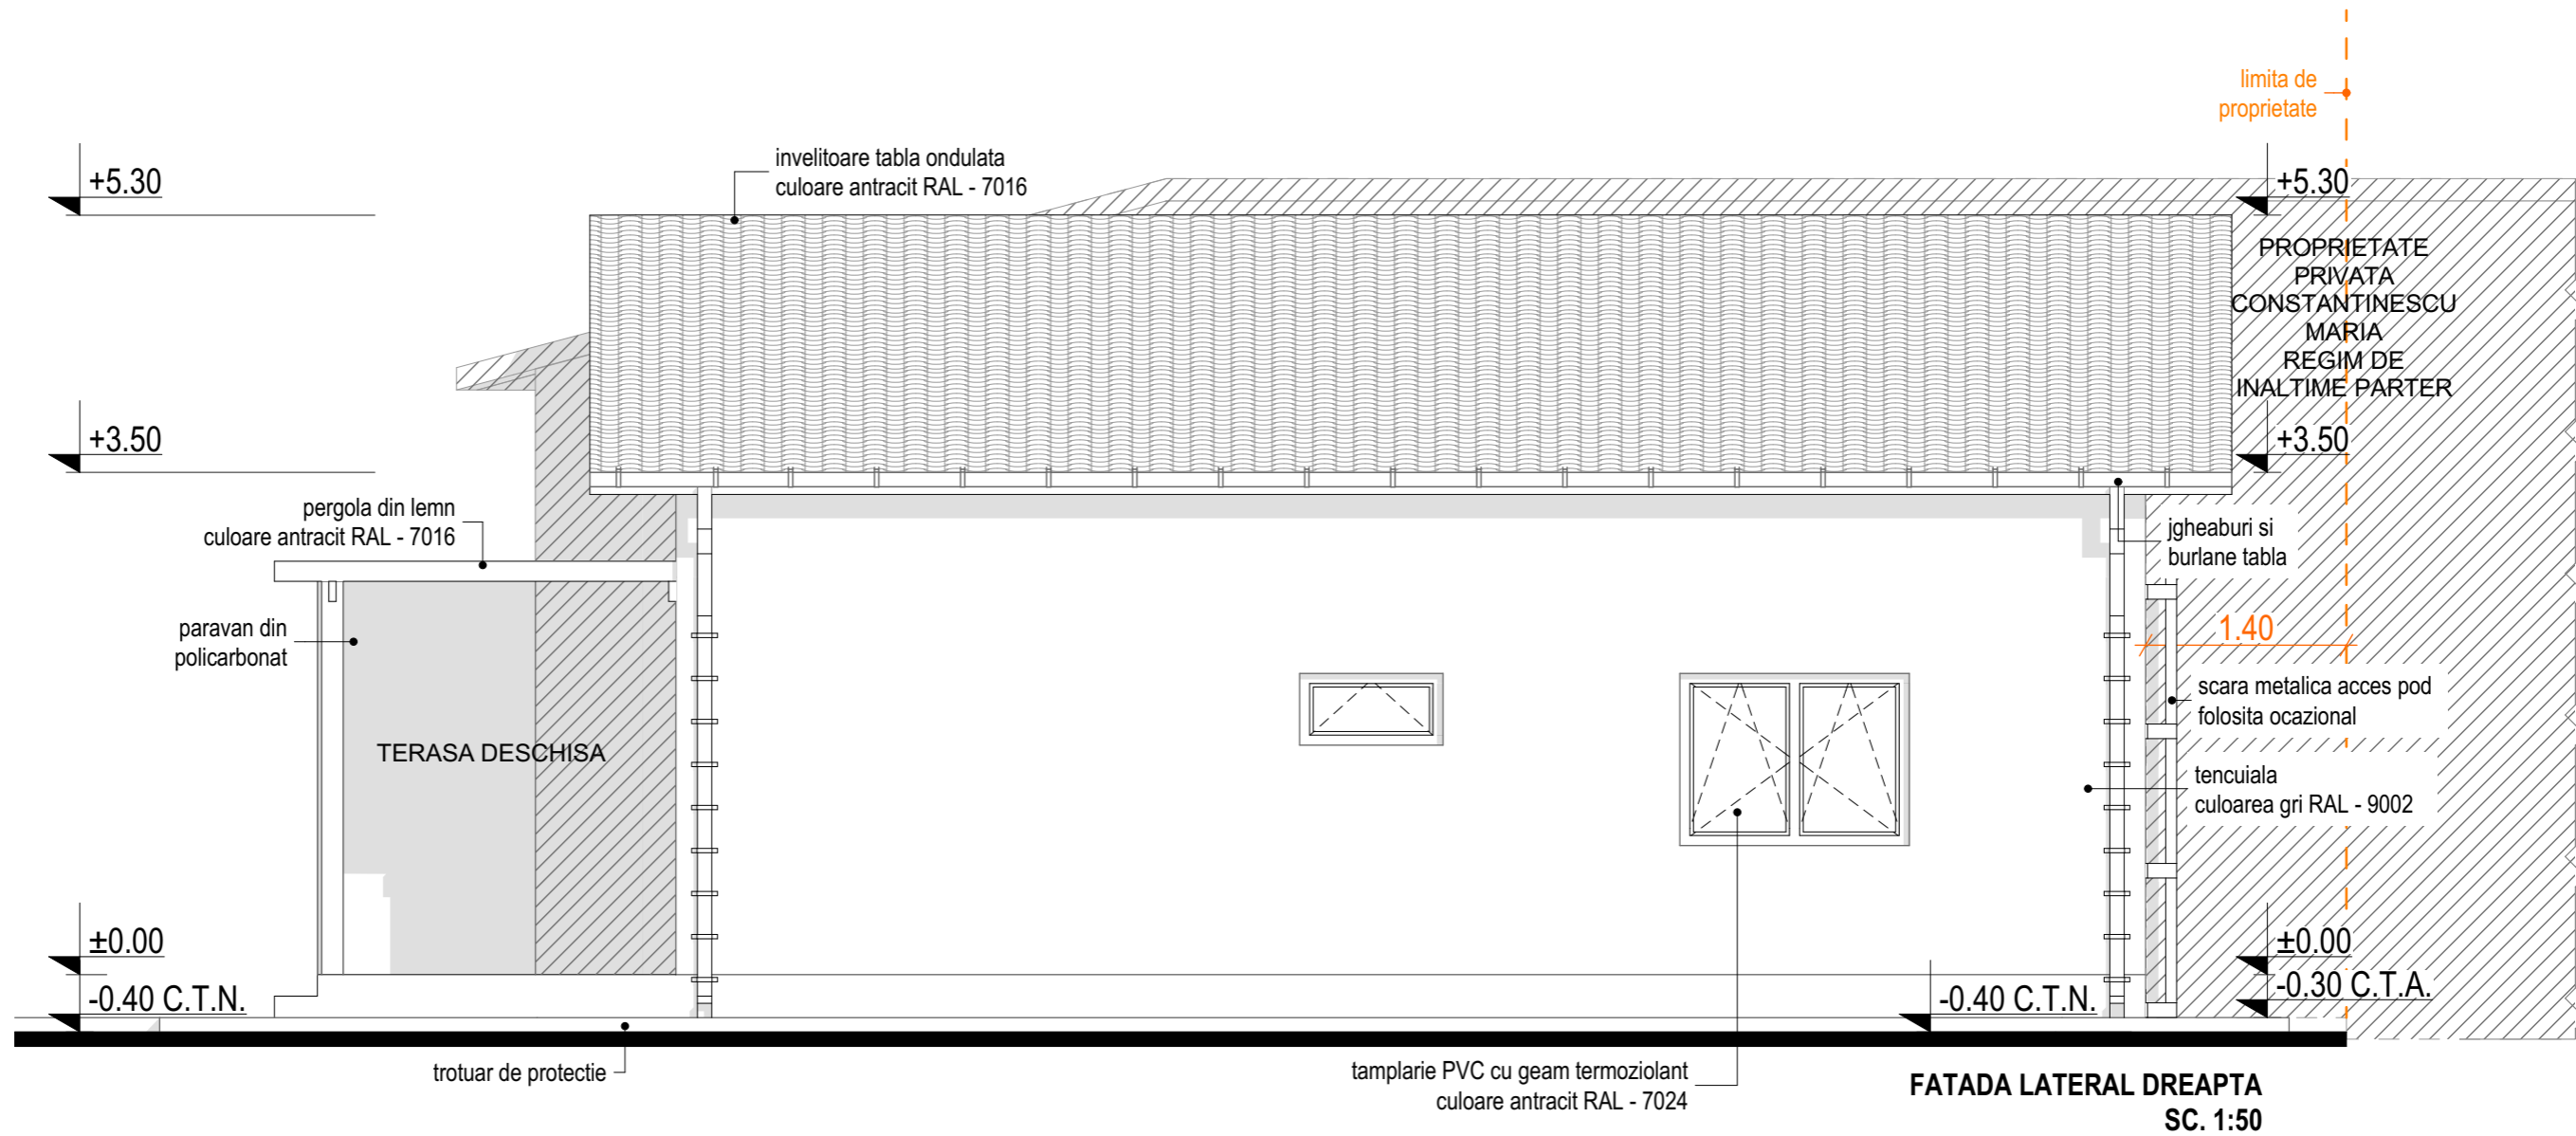 limita de
proprietate
invelitoare tabla ondulata
culoare antracit RAL - 7016
+5.30
+5.30
PROPRIETATE
PRIVATA
CONSTANTINESCU
MARIA
REGIM DE
INALTIME PARTER
+3.50
+3.50
pergola din lemn
culoare antracit RAL - 7016
jgheaburi si
burlane tabla
paravan din
policarbonat
1.40
scara metalica acces pod
folosita ocazional
TERASA DESCHISA
tencuiala
culoarea gri RAL - 9002
±0.00
±0.00
-0.40 C.T.N.
-0.40 C.T.N.
-0.30 C.T.A.
trotuar de protectie
tamplarie PVC cu geam termoziolant
culoare antracit RAL - 7024
FATADA LATERAL DREAPTA
SC. 1:50